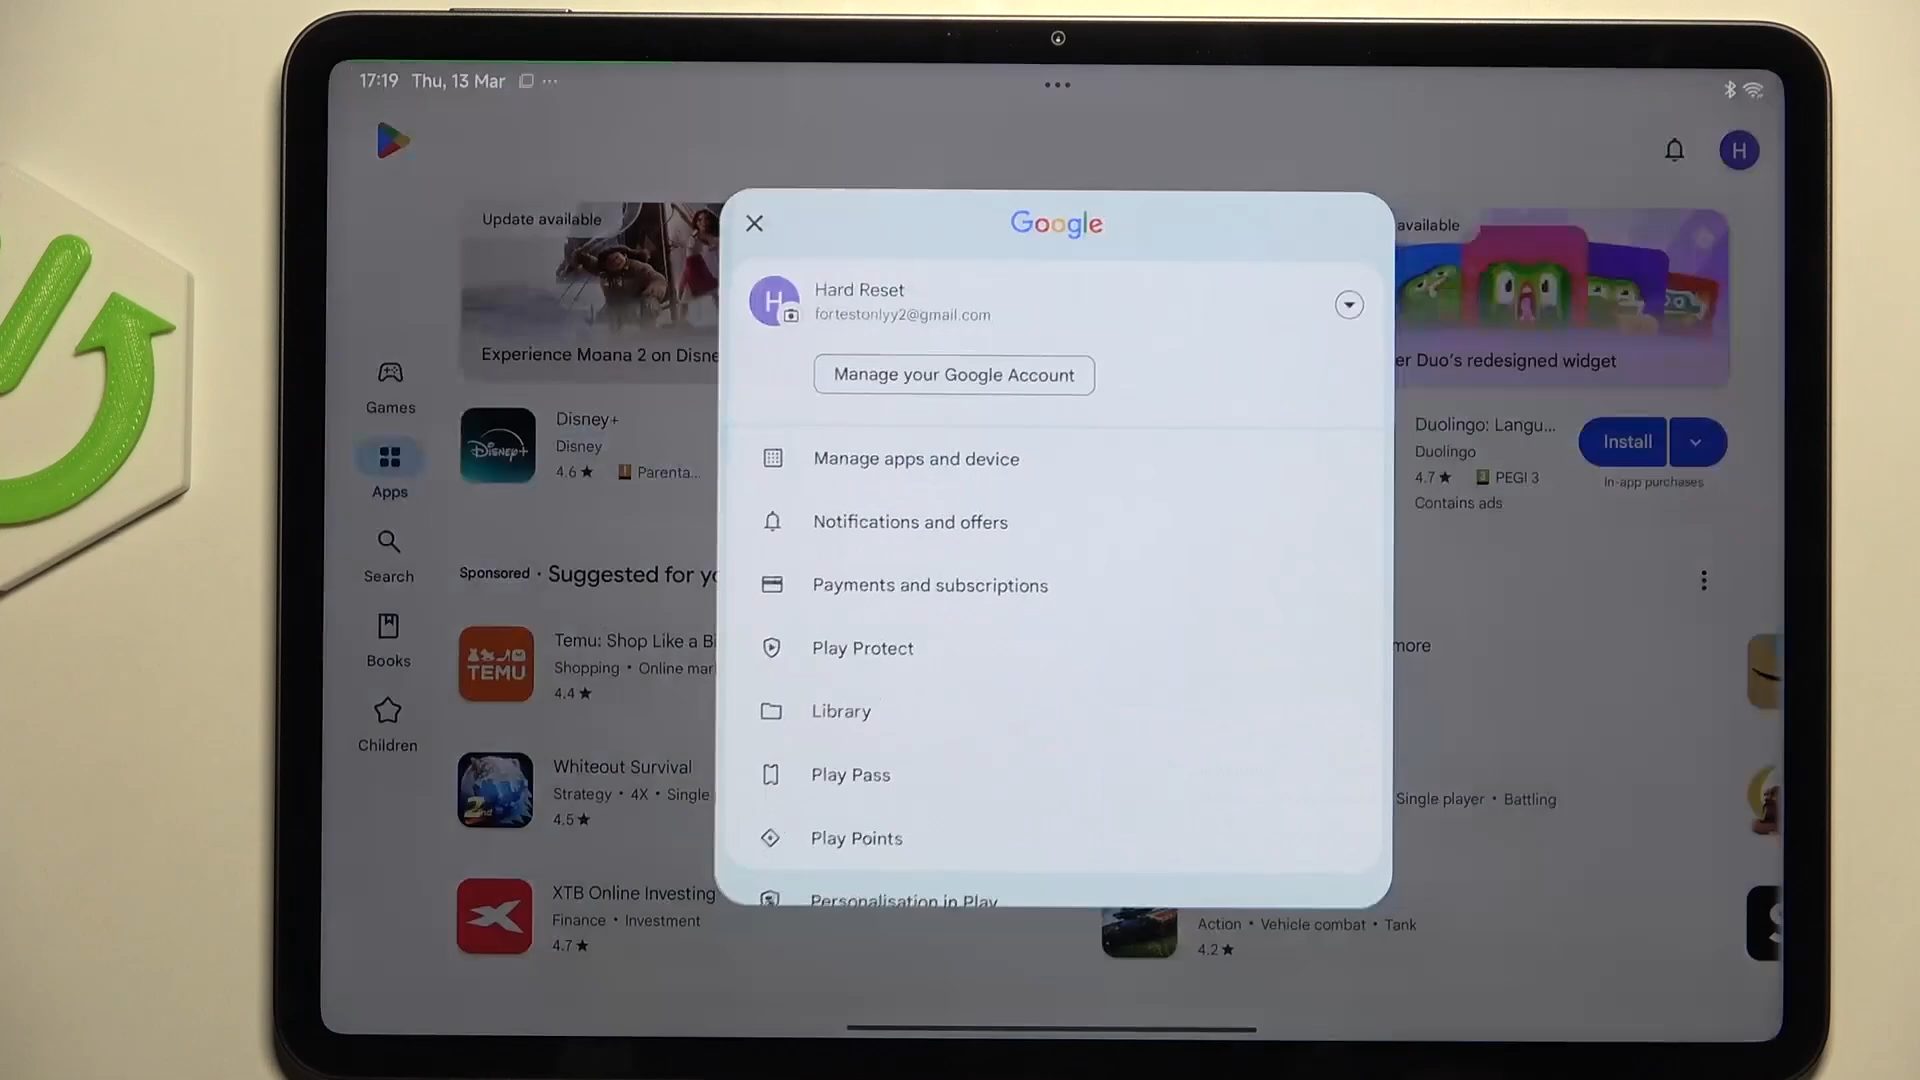 17:19 Thu, 13 Mar
H
Update available
available
Experience Moana 2 on Disne
er Duo's redesigned widget
Games
Apps
Search
Books
Children
Disney+
Disney+
Disney
4.6★ Parenta...
Duolingo: Langu...
Duolingo
4.7★ 3 PEGI 3
Contains ads
Install
In-app purchases
Sponsored · Suggested for yo
TEMU
Temu: Shop Like a Bi
Shopping • Online mar
4.4★
more
2nd
Whiteout Survival
Strategy • 4X • Single
4.5★
Single player • Battling
XTB Online Investing
Finance • Investment
4.7★
Action • Vehicle combat • Tank
4.2★
Google
H
Hard Reset
fortestonlyy2@gmail.com
Manage your Google Account
Manage apps and device
Notifications and offers
Payments and subscriptions
Play Protect
Library
Play Pass
Play Points
Personalisation in Play